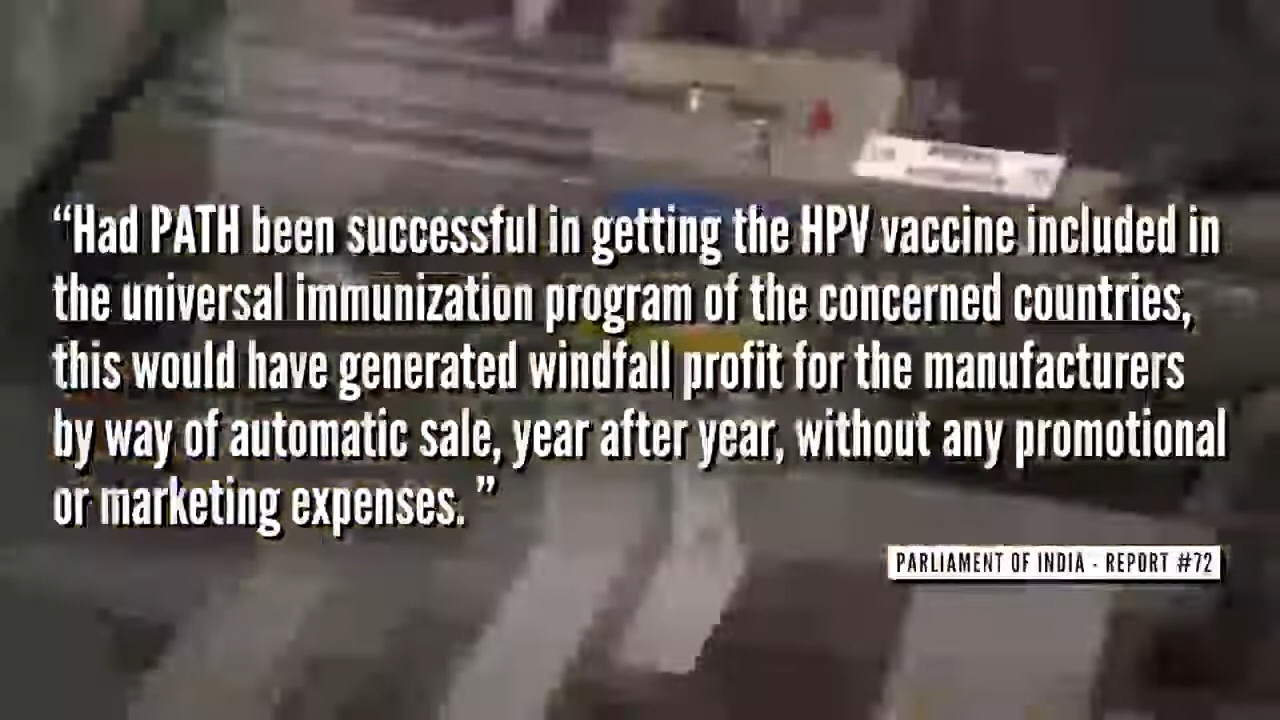 “Had PATH been successful in getting the HPV vaccine included in
the universal immunization program of the concerned countries,
this would have generated windfall profit for the manufacturers
by way of automatic sale, year after year, without any promotional
or marketing expenses. ”
PARLIAMENT OF INDIA - REPORT #72